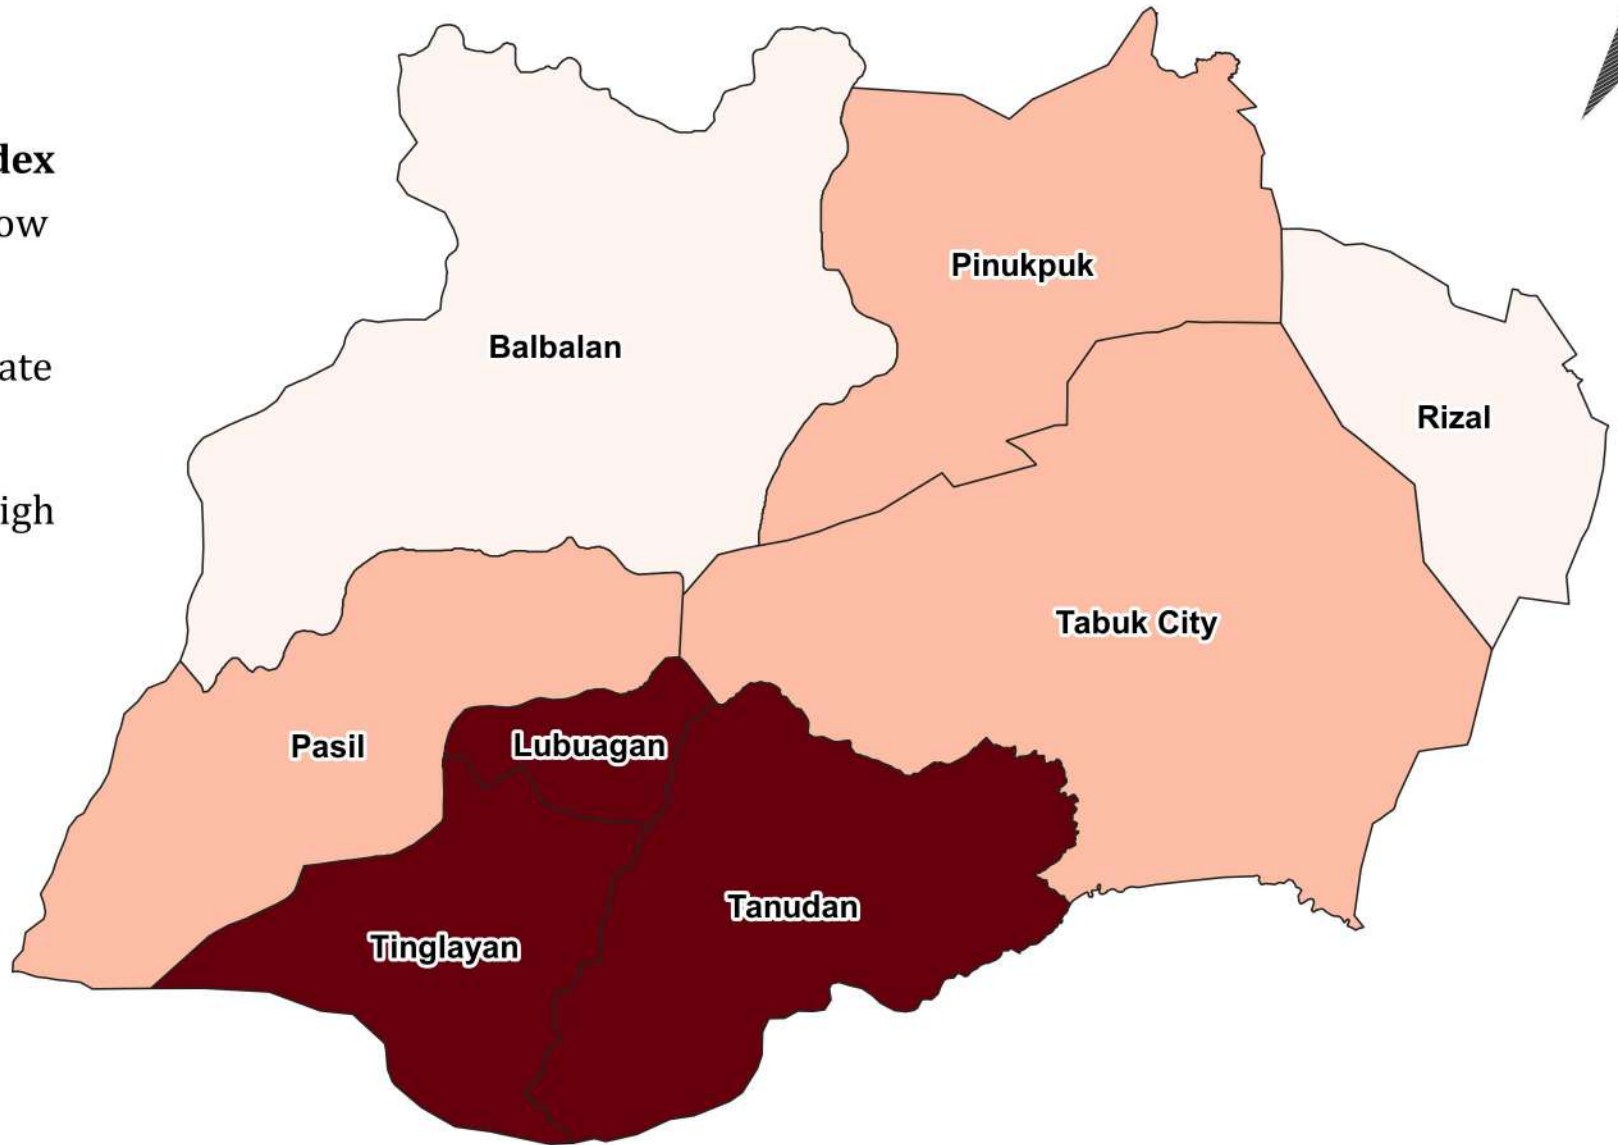 dex
ow
Pinukpuk
Balbalan
ate
Rizal
igh
Tabuk City
Pasil
Lubuagan
Tanudan
Tinglayan